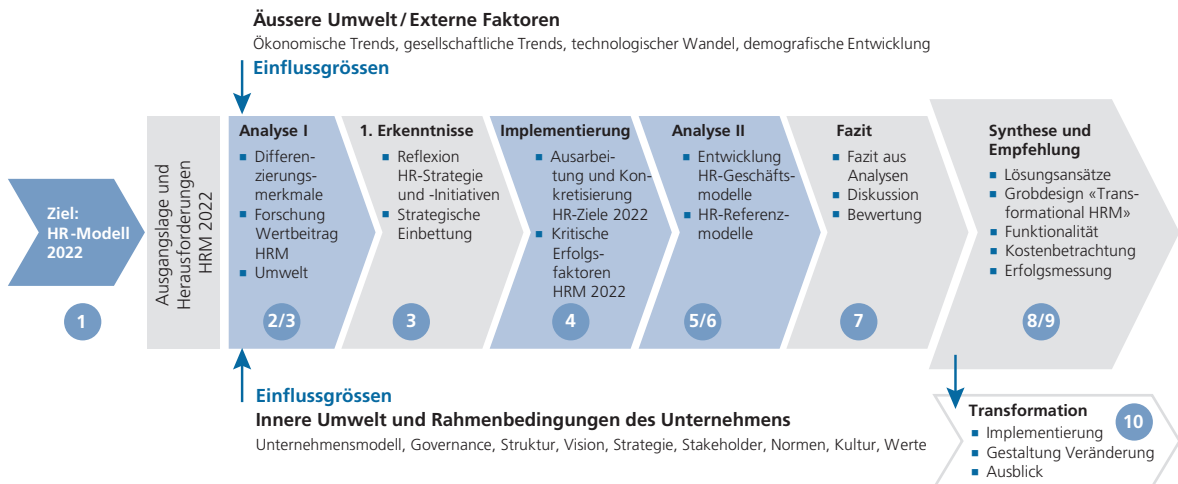 Äussere Umwelt/Externe Faktoren
Ökonomische Trends, gesellschaftliche Trends, technologischer Wandel, demografische Entwicklung
Einflussgrössen
Ziel:
HR-Modell
2022
1
Ausgangslage und
Herausforderungen
HRM 2022
Analyse I
■ Differen-
zierungs-
merkmale
■ Forschung
Wertbeitrag
HRM
■ Umwelt
2/3
1. Erkenntnisse
■ Reflexion
HR-Strategie
und -Initiativen
■ Strategische
Einbettung
3
Implementierung
■ Ausarbei-
tung und Kon-
kretisierung
HR-Ziele 2022
■ Kritische
Erfolgs-
faktoren
HRM 2022
4
Analyse II
■ Entwicklung
HR-Geschäfts-
modelle
■ HR-Referenz-
modelle
5/6
Fazit
■ Fazit aus
Analysen
■ Diskussion
■ Bewertung
7
Synthese und
Empfehlung
■ Lösungsansätze
■ Grobdesign «Trans-
formational HRM»
■ Funktionalität
■ Kostenbetrachtung
■ Erfolgsmessung
8/9
Einflussgrössen
Innere Umwelt und Rahmenbedingungen des Unternehmens
Unternehmensmodell, Governance, Struktur, Vision, Strategie, Stakeholder, Normen, Kultur, Werte
Transformation
■ Implementierung
■ Gestaltung Veränderung
■ Ausblick
10